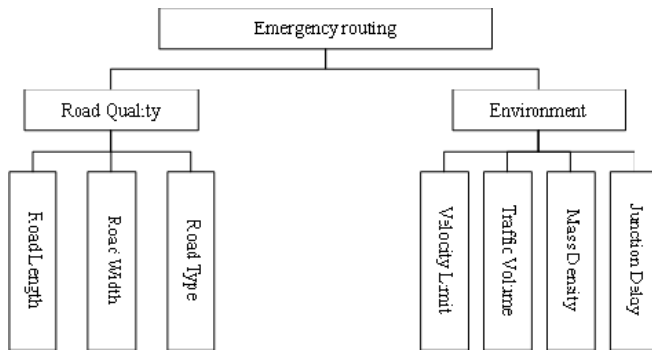 Emergency routing
Road Quality
Environment
Road Length
Road Width
Road Type
Velocity Limit
Traffic Volume
Mass Density
Junction Delay